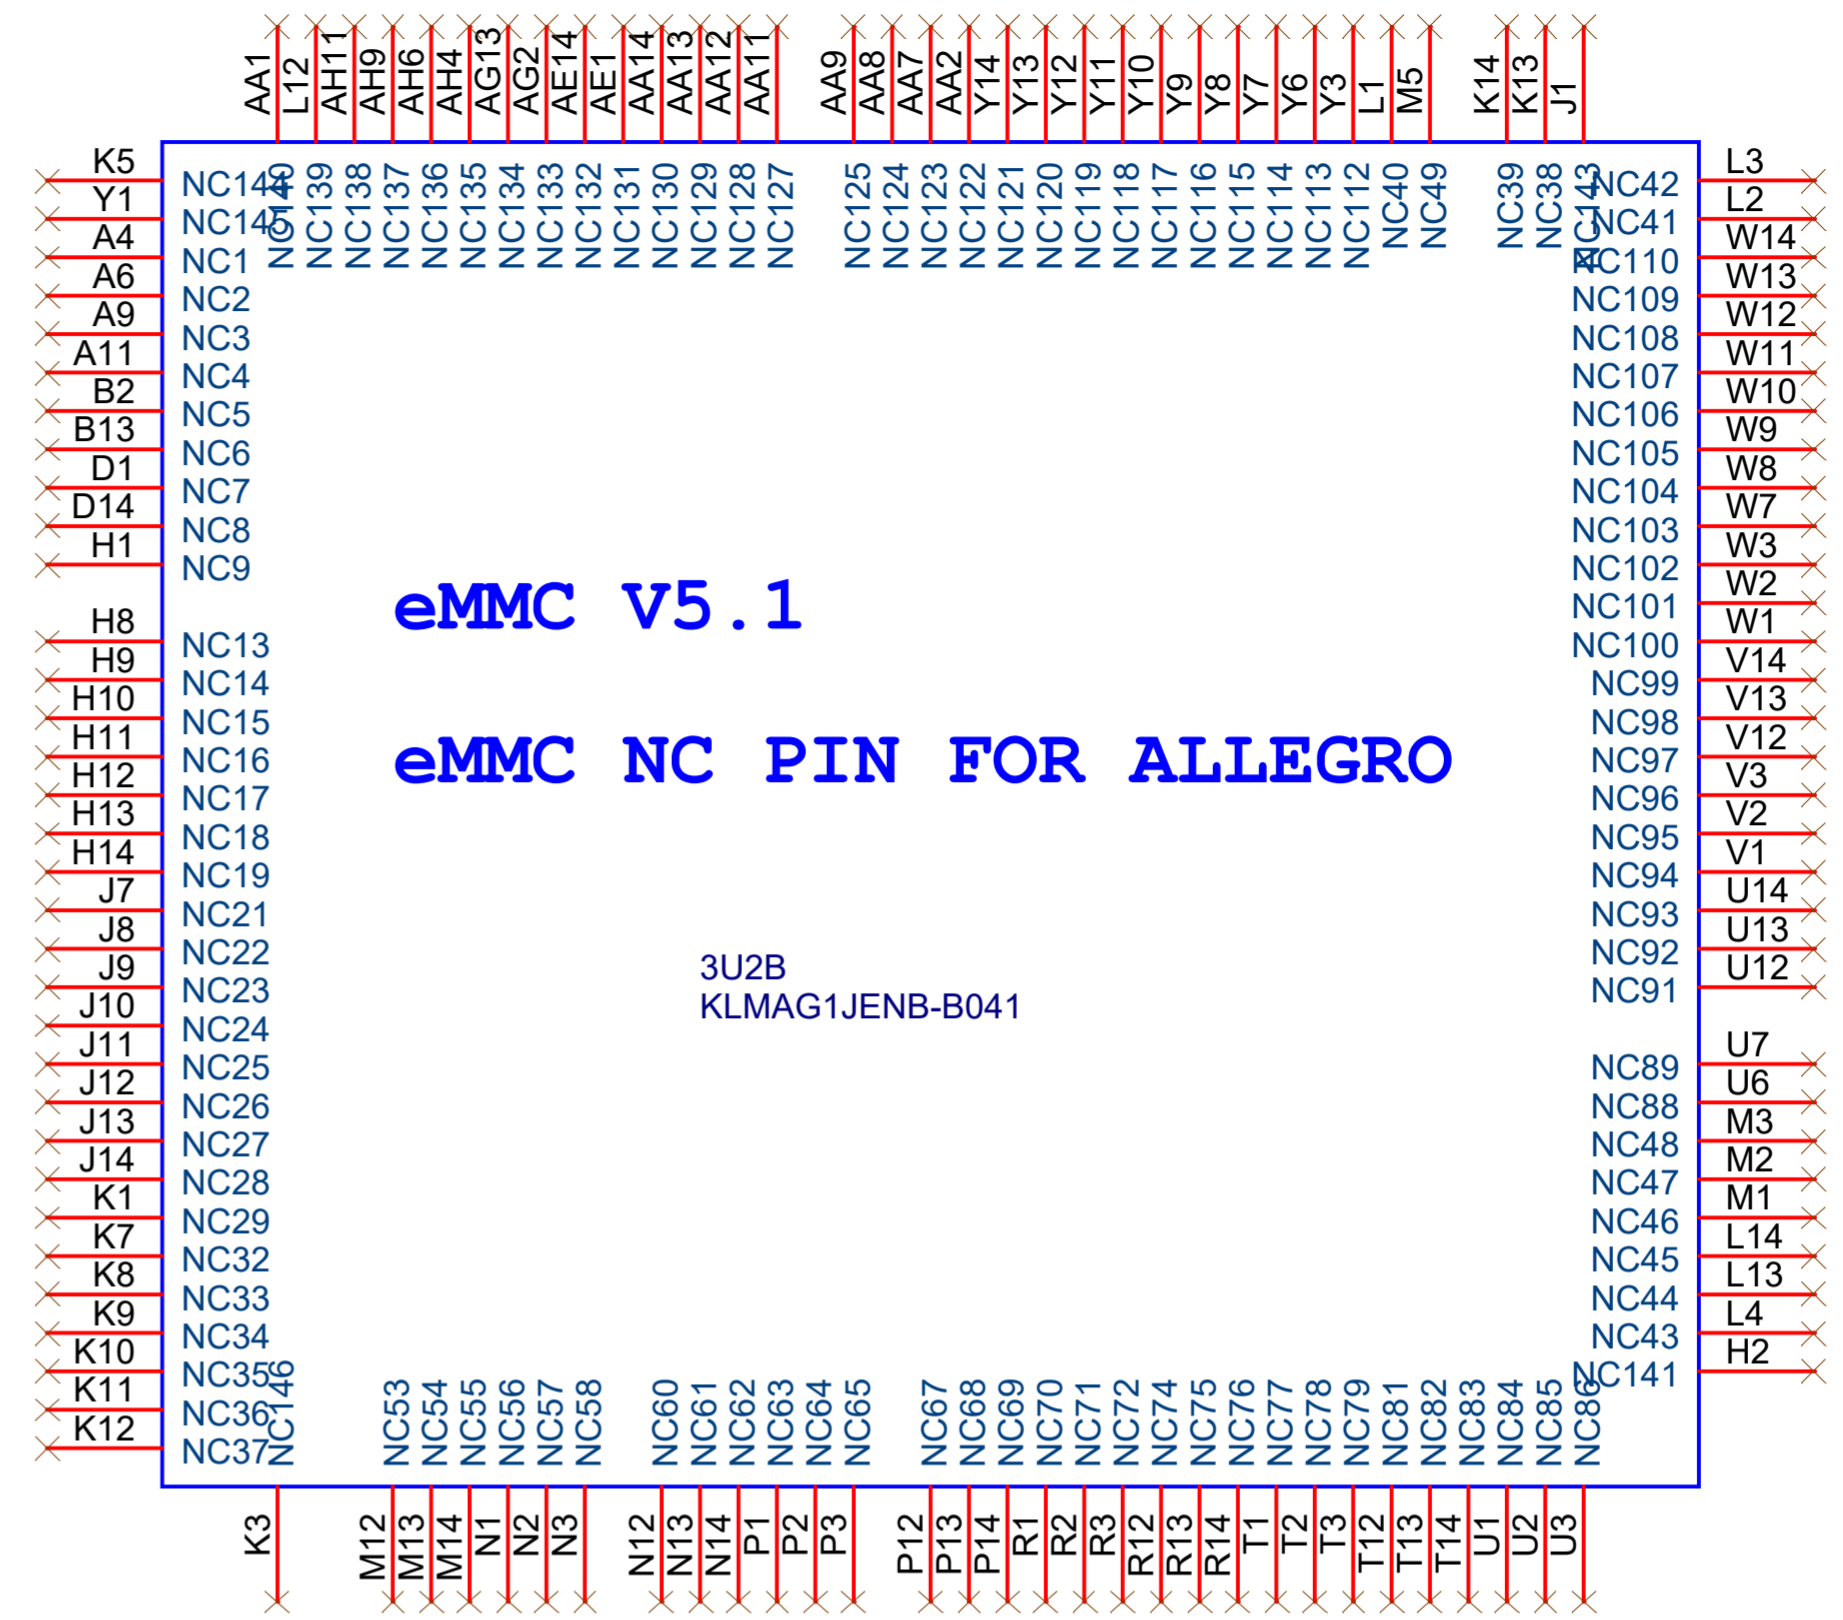 AA1
L12
AH11
AH9
AH6
AH4
AG13
AG2
AE14
AE1
AA14
AA13
AA12
AA11
AA9
AA8
AA7
AA2
Y14
Y13
Y12
Y11
Y10
Y9
Y8
Y7
Y6
Y3
L1
M5
K14
K13
J1
NC140
NC139
NC138
NC137
NC136
NC135
NC134
NC133
NC132
NC131
NC130
NC129
NC128
NC127
NC125
NC124
NC123
NC122
NC121
NC120
NC119
NC118
NC117
NC116
NC115
NC114
NC113
NC112
NC40
NC49
NC39
NC38
NC143
K5 NC144
Y1 NC145
A4 NC1
A6 NC2
A9 NC3
A11 NC4
B2 NC5
B13 NC6
D1 NC7
D14 NC8
H1 NC9
H8 NC13
H9 NC14
H10 NC15
H11 NC16
H12 NC17
H13 NC18
H14 NC19
J7 NC21
J8 NC22
J9 NC23
J10 NC24
J11 NC25
J12 NC26
J13 NC27
J14 NC28
K1 NC29
K7 NC32
K8 NC33
K9 NC34
K10 NC35
K11 NC36
K12 NC37
eMMC V5.1
eMMC NC PIN FOR ALLEGRO
3U2B
KLMAG1JENB-B041
NC42 L3
NC41 L2
NC110 W14
NC109 W13
NC108 W12
NC107 W11
NC106 W10
NC105 W9
NC104 W8
NC103 W7
NC102 W3
NC101 W2
NC100 W1
NC99 V14
NC98 V13
NC97 V12
NC96 V3
NC95 V2
NC94 V1
NC93 U14
NC92 U13
NC91 U12
NC89 U7
NC88 U6
NC48 M3
NC47 M2
NC46 M1
NC45 L14
NC44 L13
NC43 L4
NC141 H2
NC146
NC53
NC54
NC55
NC56
NC57
NC58
NC60
NC61
NC62
NC63
NC64
NC65
NC67
NC68
NC69
NC70
NC71
NC72
NC74
NC75
NC76
NC77
NC78
NC79
NC81
NC82
NC83
NC84
NC85
NC86
K3
M12
M13
M14
N1
N2
N3
N12
N13
N14
P1
P2
P3
P12
P13
P14
R1
R2
R3
R12
R13
R14
T1
T2
T3
T12
T13
T14
U1
U2
U3